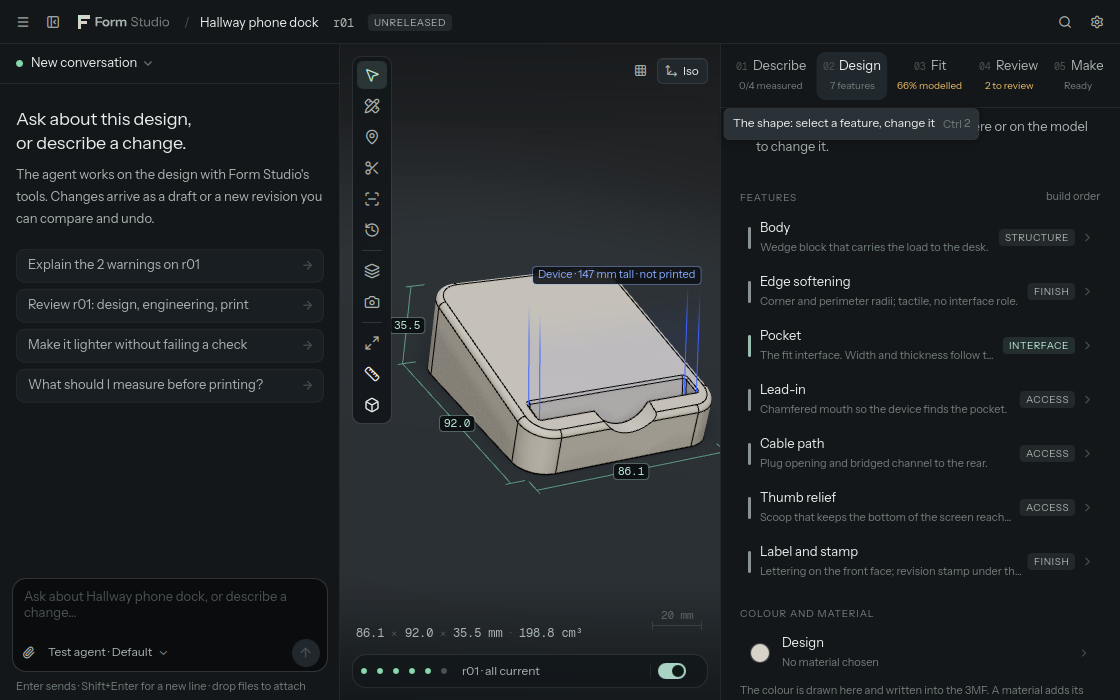 Form Studio / Hallway phone dock r01 UNRELEASED
New conversation
Ask about this design,
or describe a change.
The agent works on the design with Form Studio's
tools. Changes arrive as a draft or a new revision you
can compare and undo.
Explain the 2 warnings on r01
Review r01: design, engineering, print
Make it lighter without failing a check
What should I measure before printing?
Ask about Hallway phone dock, or describe a
change…
Test agent · Default
Enter sends · Shift+Enter for a new line · drop files to attach
Iso
Device · 147 mm tall · not printed
35.5
92.0
86.1
20 mm
86.1 × 92.0 × 35.5 mm · 198.8 cm³
r01 · all current
01 Describe
0/4 measured
02 Design
7 features
03 Fit
66% modelled
04 Review
2 to review
05 Make
Ready
The shape: select a feature, change it Ctrl 2
ere or on the model
to change it.
FEATURES
build order
Body
Wedge block that carries the load to the desk.
STRUCTURE
Edge softening
Corner and perimeter radii; tactile, no interface role.
FINISH
Pocket
The fit interface. Width and thickness follow t…
INTERFACE
Lead-in
Chamfered mouth so the device finds the pocket.
ACCESS
Cable path
Plug opening and bridged channel to the rear.
ACCESS
Thumb relief
Scoop that keeps the bottom of the screen reach…
ACCESS
Label and stamp
Lettering on the front face; revision stamp under th…
FINISH
COLOUR AND MATERIAL
Design
No material chosen
The colour is drawn here and written into the 3MF. A material adds its